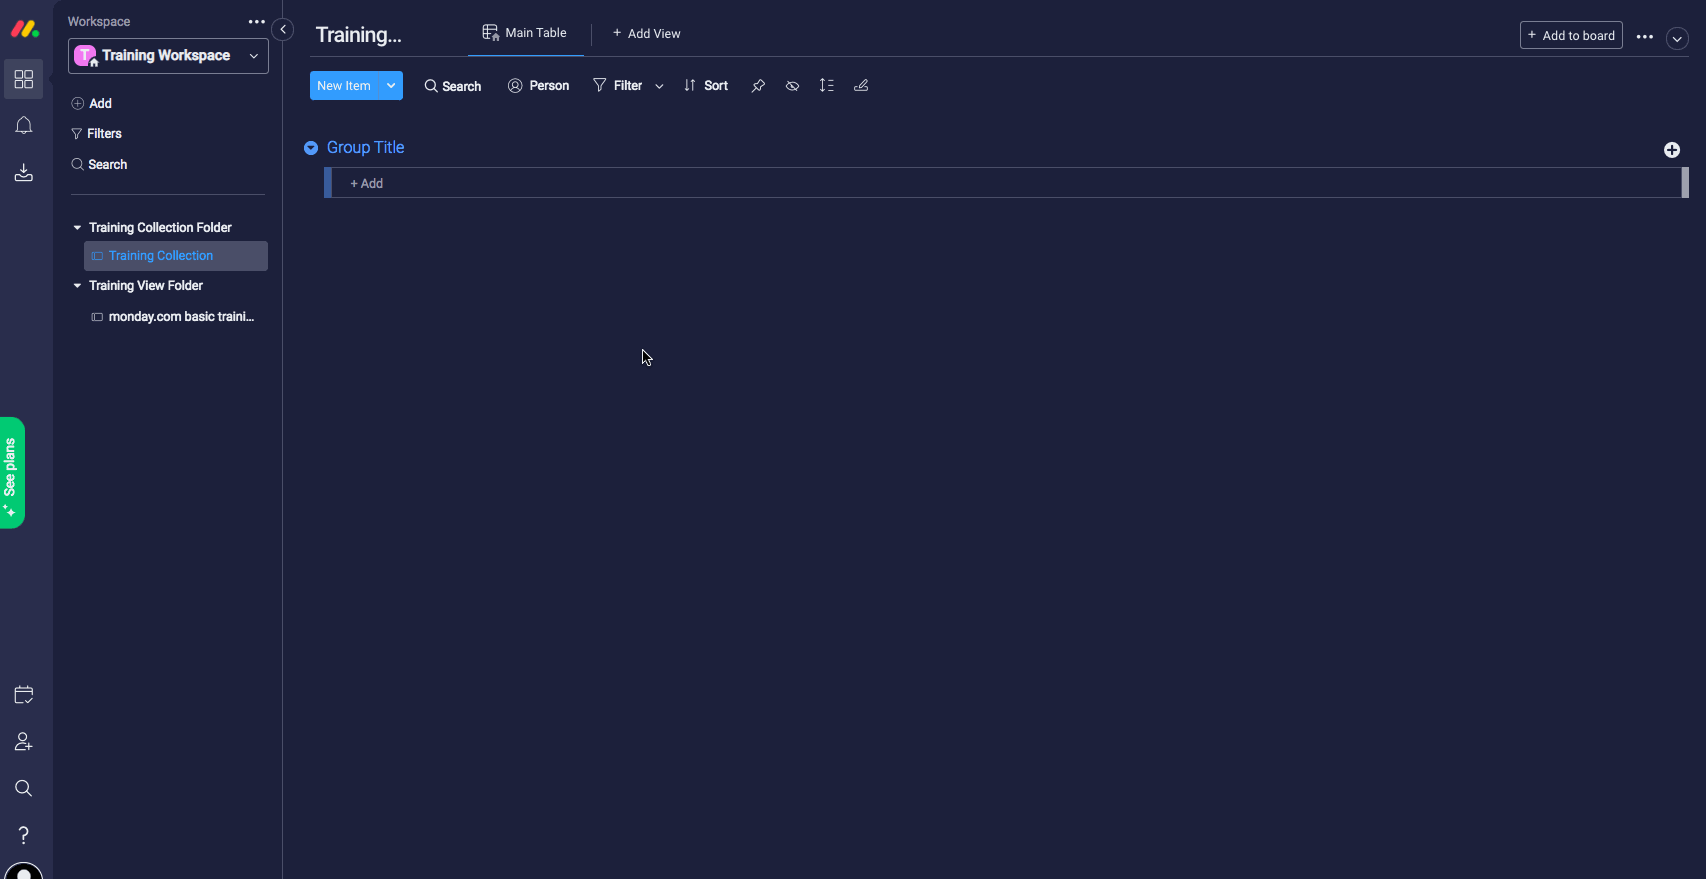 Workspace
T Training Workspace
Add
Filters
Search
Training Collection Folder
Training Collection
Training View Folder
monday.com basic traini...
See plans
Training...
Main Table
+ Add View
+ Add to board
New Item
Search
Person
Filter
Sort
Group Title
+ Add